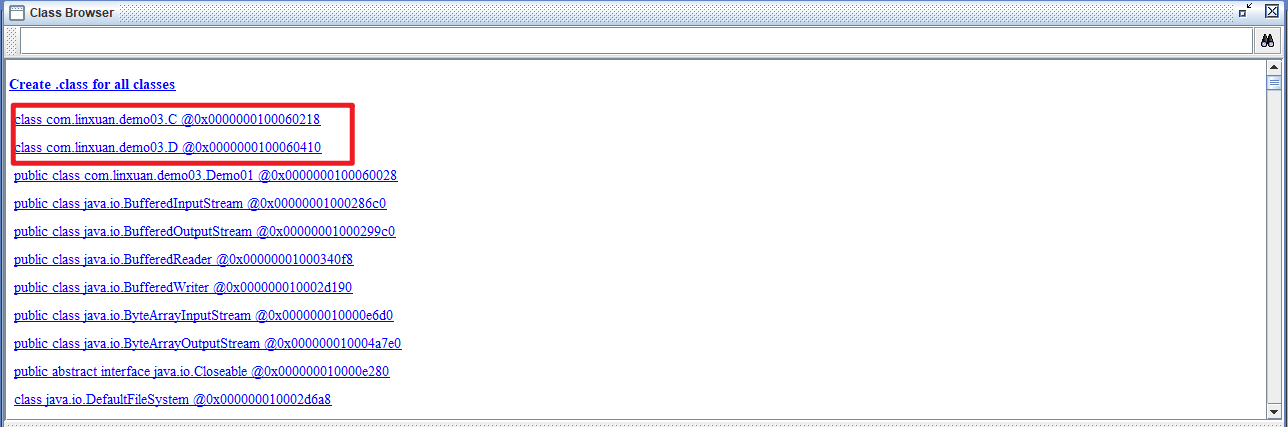 Class Browser
Create .class for all classes
class com.linxuan.demo03.C @0x0000000100060218
class com.linxuan.demo03.D @0x0000000100060410
public class com.linxuan.demo03.Demo01 @0x0000000100060028
public class java.io.BufferedInputStream @0x00000001000286c0
public class java.io.BufferedOutputStream @0x00000001000299c0
public class java.io.BufferedReader @0x00000001000340f8
public class java.io.BufferedWriter @0x000000010002d190
public class java.io.ByteArrayInputStream @0x000000010000e6d0
public class java.io.ByteArrayOutputStream @0x000000010004a7e0
public abstract interface java.io.Closeable @0x000000010000e280
class java.io.DefaultFileSystem @0x000000010002d6a8